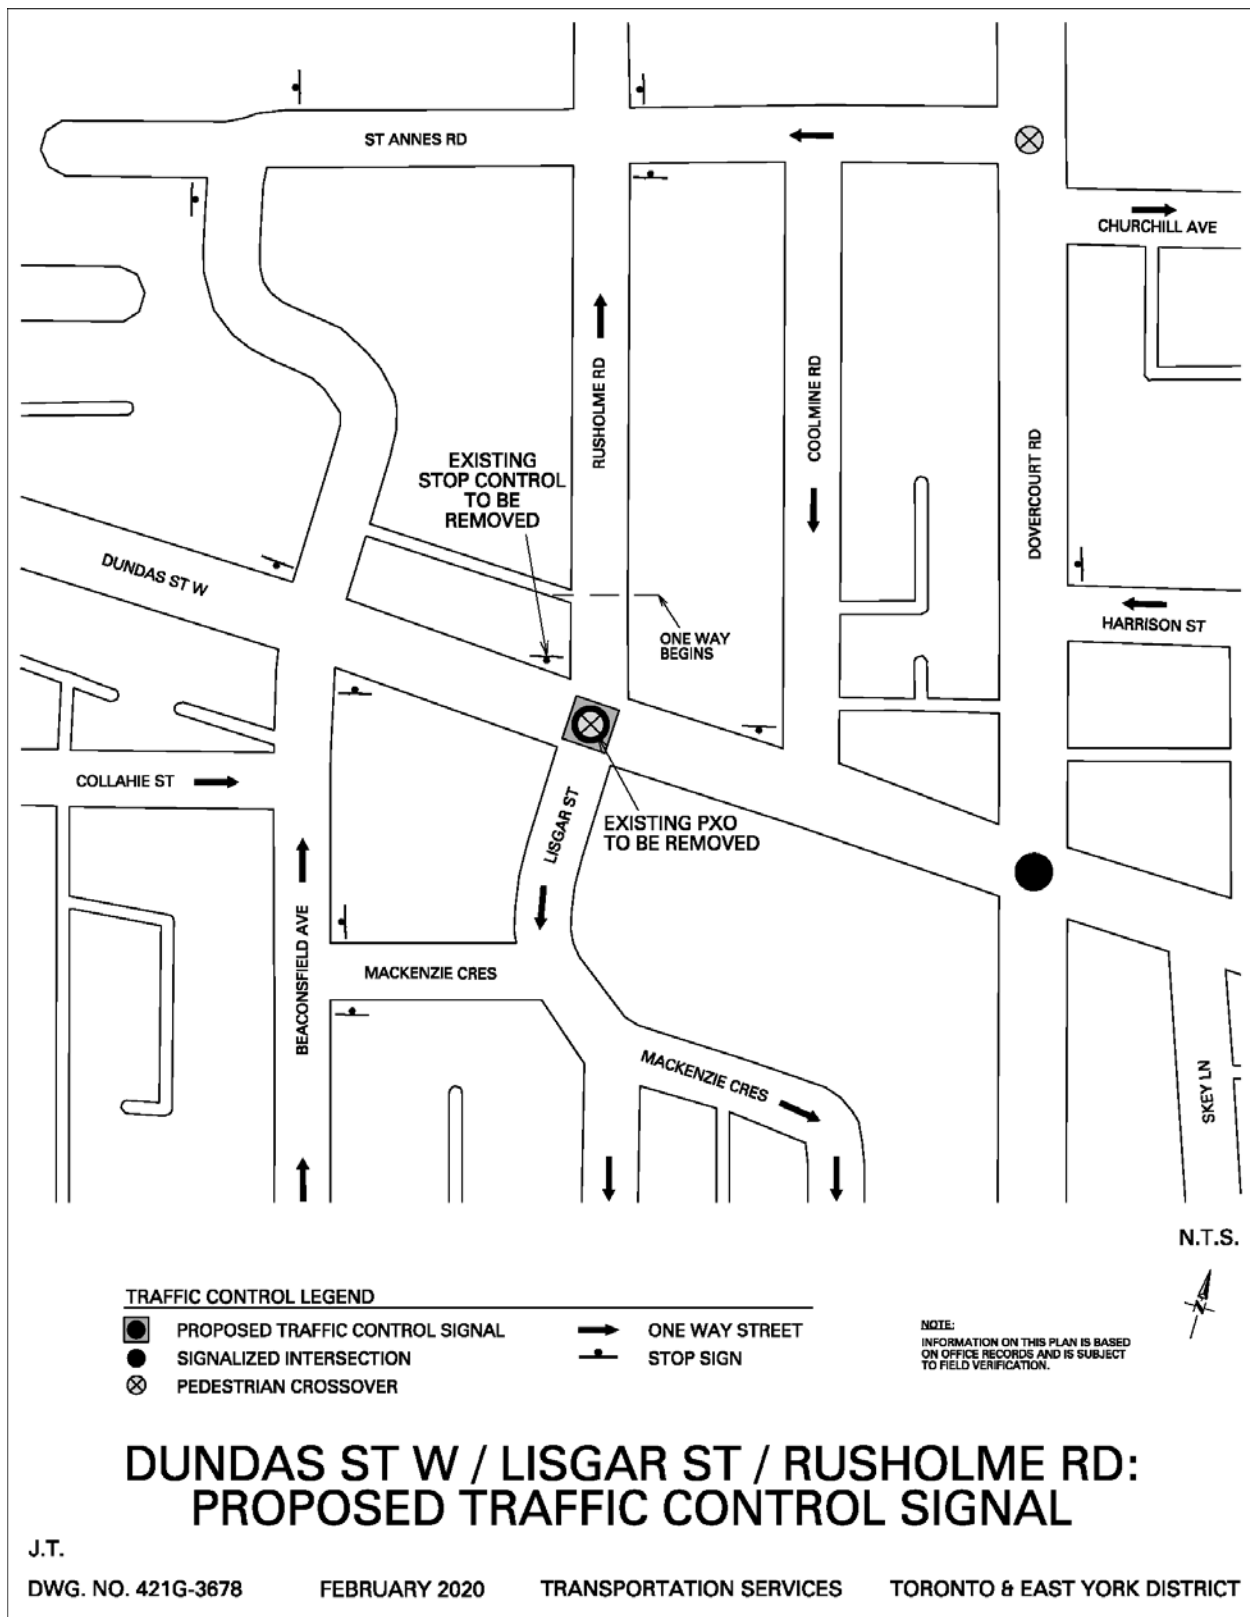 ST ANNES RD
CHURCHILL AVE
RUSHOLME RD
COOLMINE RD
DOVERCOURT RD
EXISTING
STOP CONTROL
TO BE
REMOVED
DUNDAS ST W
ONE WAY
BEGINS
HARRISON ST
COLLAHIE ST
LISGAR ST
EXISTING PXO
TO BE REMOVED
BEACONSFIELD AVE
MACKENZIE CRES
MACKENZIE CRES
SKEY LN
N.T.S.
N
TRAFFIC CONTROL LEGEND
PROPOSED TRAFFIC CONTROL SIGNAL
SIGNALIZED INTERSECTION
PEDESTRIAN CROSSOVER
ONE WAY STREET
STOP SIGN
NOTE:
INFORMATION ON THIS PLAN IS BASED
ON OFFICE RECORDS AND IS SUBJECT
TO FIELD VERIFICATION.
DUNDAS ST W / LISGAR ST / RUSHOLME RD:
PROPOSED TRAFFIC CONTROL SIGNAL
J.T.
DWG. NO. 421G-3678 FEBRUARY 2020 TRANSPORTATION SERVICES TORONTO & EAST YORK DISTRICT